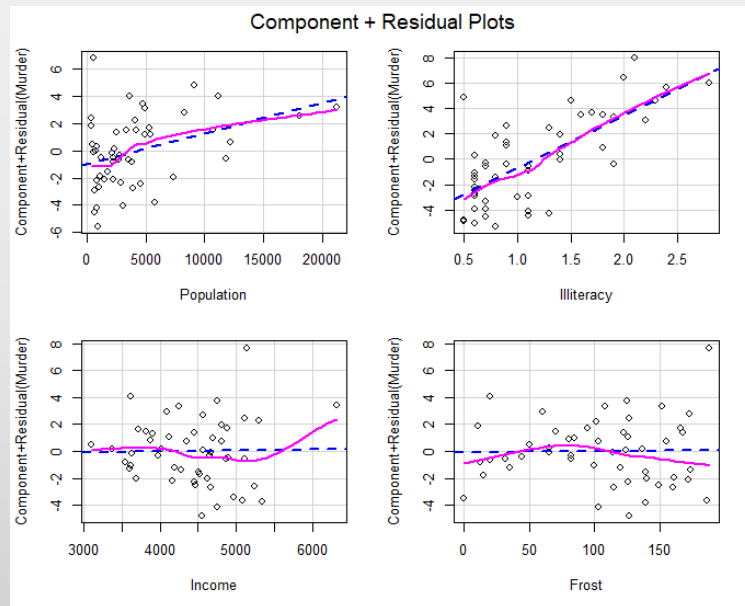 Component + Residual Plots
Component+Residual(Murder)
6
4
2
0
-2
-4
-6
0 5000 10000 15000 20000
Population
Component+Residual(Murder)
8
6
4
2
0
-2
-4
0.5 1.0 1.5 2.0 2.5
Illiteracy
Component+Residual(Murder)
8
6
4
2
0
-2
-4
3000 4000 5000 6000
Income
Component+Residual(Murder)
8
6
4
2
0
-2
-4
0 50 100 150
Frost